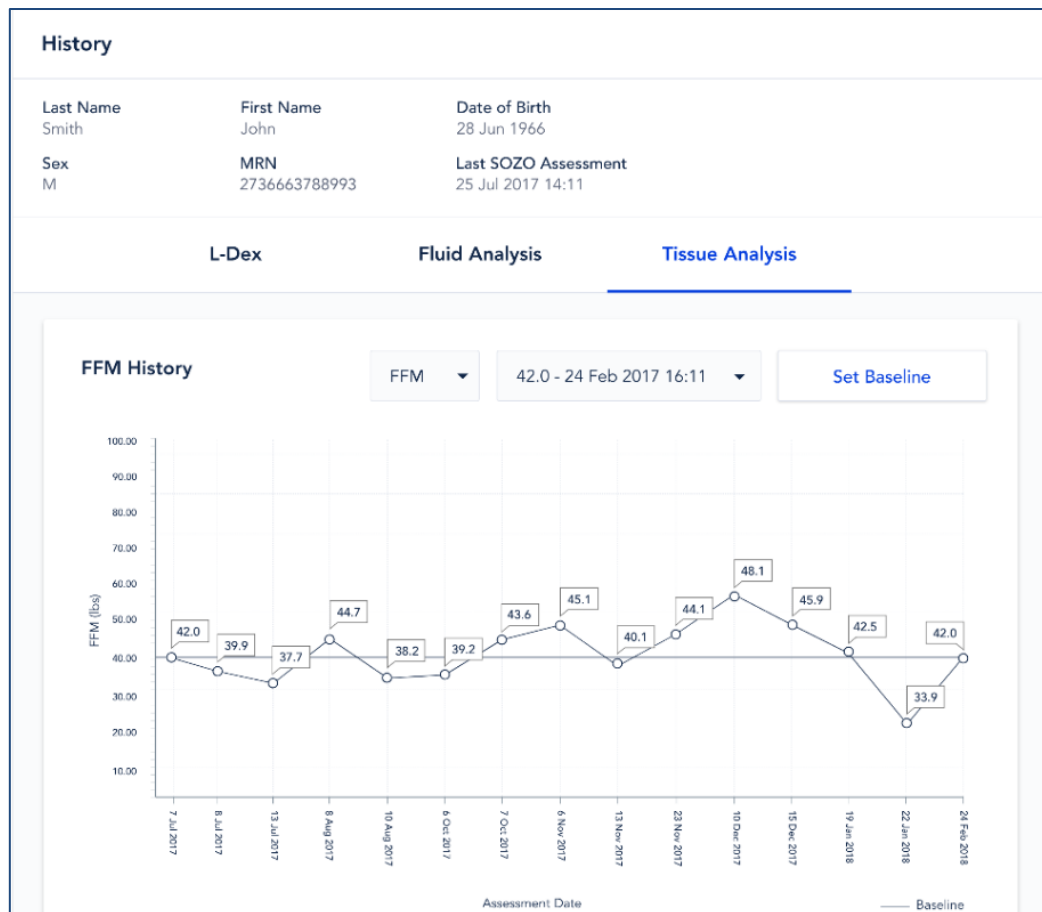 History
Last Name First Name Date of Birth
Smith John 28 Jun 1966
Sex MRN Last SOZO Assessment
M 2736663788993 25 Jul 2017 14:11
L-Dex Fluid Analysis Tissue Analysis
FFM History FFM 42.0 - 24 Feb 2017 16:11 Set Baseline
100.00
90.00
80.00
70.00
60.00
50.00
40.00
30.00
20.00
10.00
FFM (lbs)
42.0 39.9 37.7 44.7 38.2 39.2 43.6 45.1 40.1 44.1 48.1 45.9 42.5 33.9 42.0
7 Jul 2017
8 Jul 2017
13 Jul 2017
8 Aug 2017
10 Aug 2017
6 Oct 2017
7 Oct 2017
6 Nov 2017
13 Nov 2017
23 Nov 2017
10 Dec 2017
15 Dec 2017
19 Jan 2018
22 Jan 2018
24 Feb 2018
Assessment Date Baseline